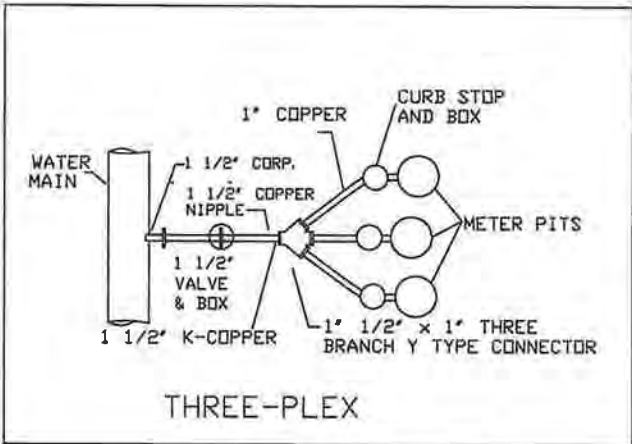 1" COPPER
CURB STOP
AND BOX
WATER
MAIN
1 1/2" CORP.
1 1/2" COPPER
NIPPLE
METER PITS
1 1/2"
VALVE
& BOX
1 1/2" K-COPPER
1" 1/2" x 1" THREE
BRANCH Y TYPE CONNECTOR
THREE-PLEX